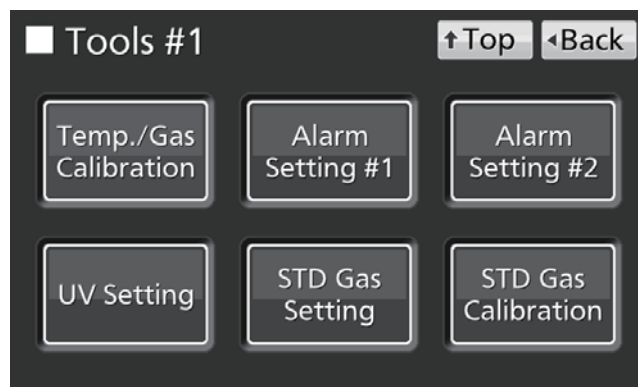 Tools #1
↑Top
◂Back
Temp./Gas
Calibration
Alarm
Setting #1
Alarm
Setting #2
UV Setting
STD Gas
Setting
STD Gas
Calibration